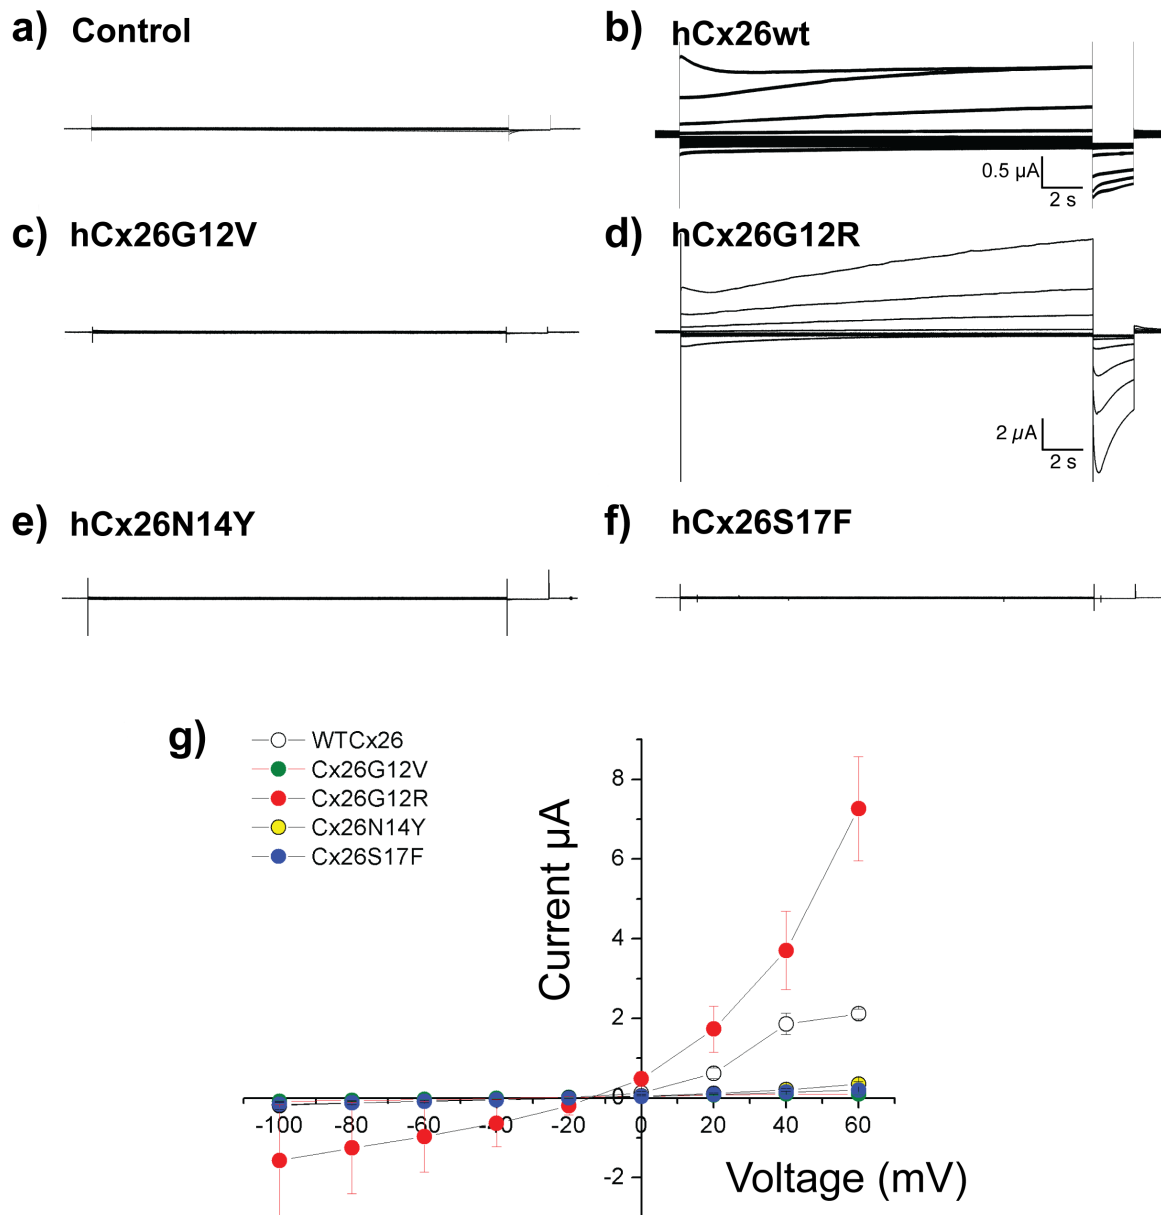 a) Control
b) hCx26wt
0.5 µA
2 s
c) hCx26G12V
d) hCx26G12R
2 µA
2 s
e) hCx26N14Y
f) hCx26S17F
g)
WTCx26
Cx26G12V
Cx26G12R
Cx26N14Y
Cx26S17F
Current µA
8
6
4
2
0
-2
-100 -80 -60 -40 -20 0 20 40 60
Voltage (mV)